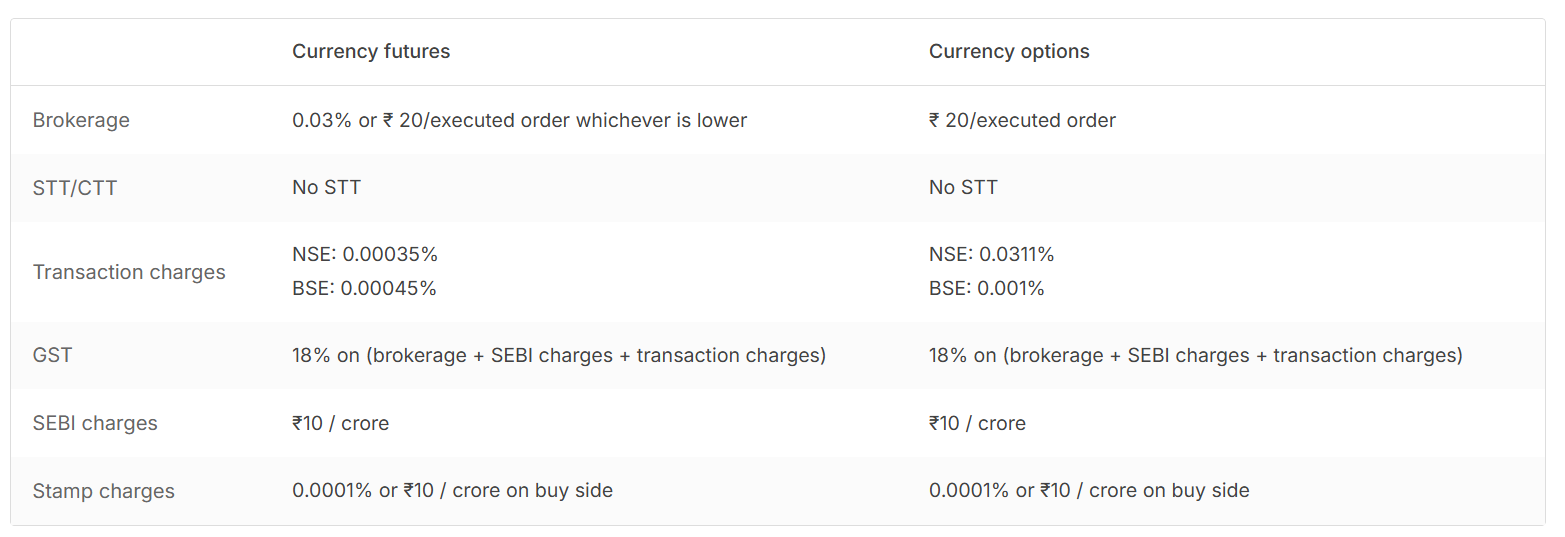 Currency futures Currency options
Brokerage 0.03% or ₹ 20/executed order whichever is lower ₹ 20/executed order
STT/CTT No STT No STT
Transaction charges NSE: 0.00035% NSE: 0.0311%
BSE: 0.00045% BSE: 0.001%
GST 18% on (brokerage + SEBI charges + transaction charges) 18% on (brokerage + SEBI charges + transaction charges)
SEBI charges ₹10 / crore ₹10 / crore
Stamp charges 0.0001% or ₹10 / crore on buy side 0.0001% or ₹10 / crore on buy side